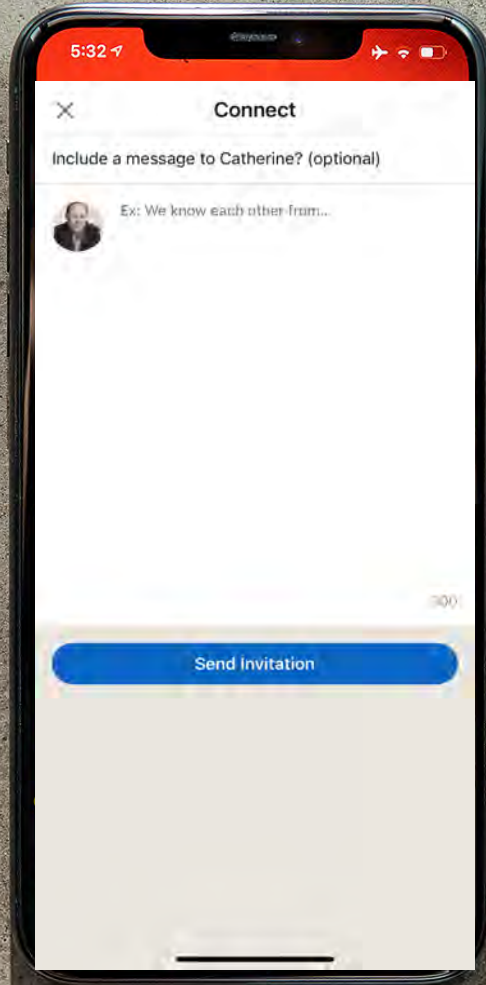 5:32
Connect
Include a message to Catherine? (optional)
Ex: We know each other from...
300
Send Invitation